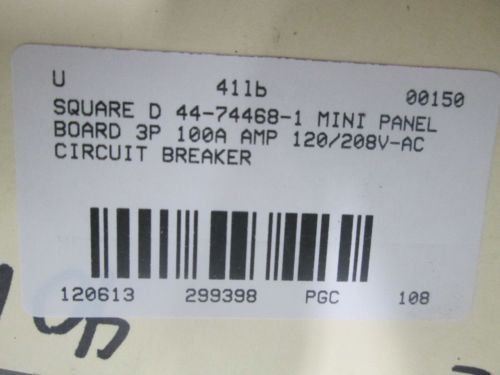 U 411b 00150
SQUARE D 44-74468-1 MINI PANEL
BOARD 3P 100A AMP 120/208V-AC
CIRCUIT BREAKER
120613 299398 PGC 108